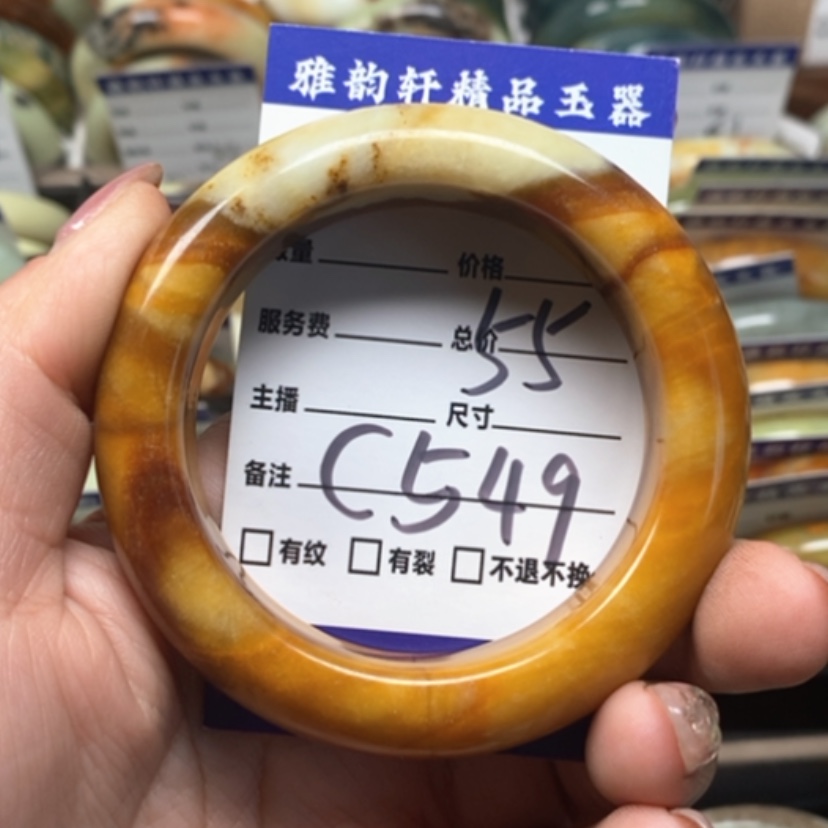 雅韵轩精品玉器
量 价格
55
服务费 总价
主播 尺寸
C549
备注
有纹 有裂 不退不换